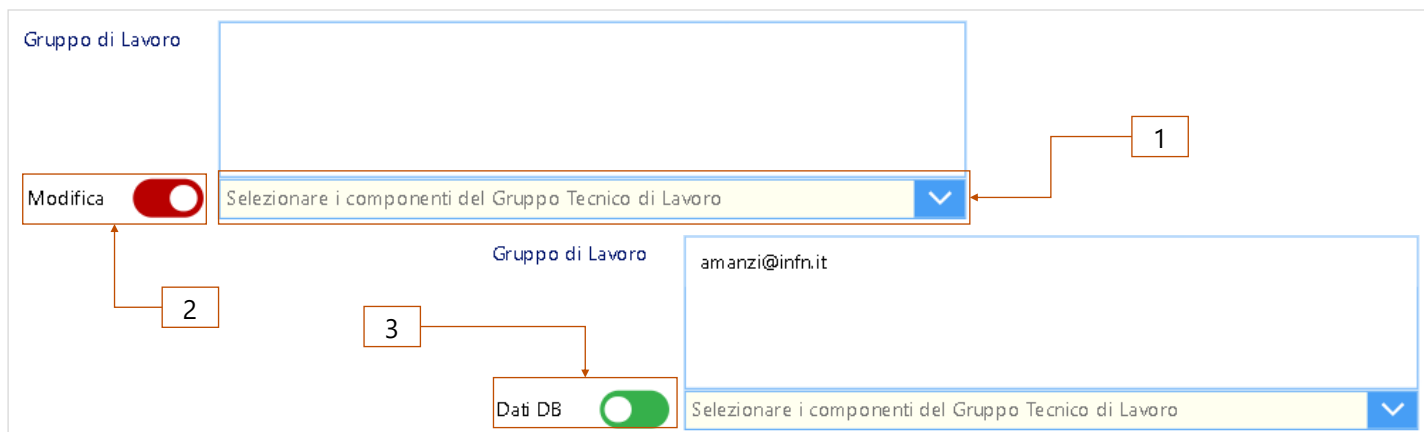 Gruppo di Lavoro
1
Modifica
Selezionare i componenti del Gruppo Tecnico di Lavoro
Gruppo di Lavoro
amanzi@infn.it
2
3
Dati DB
Selezionare i componenti del Gruppo Tecnico di Lavoro